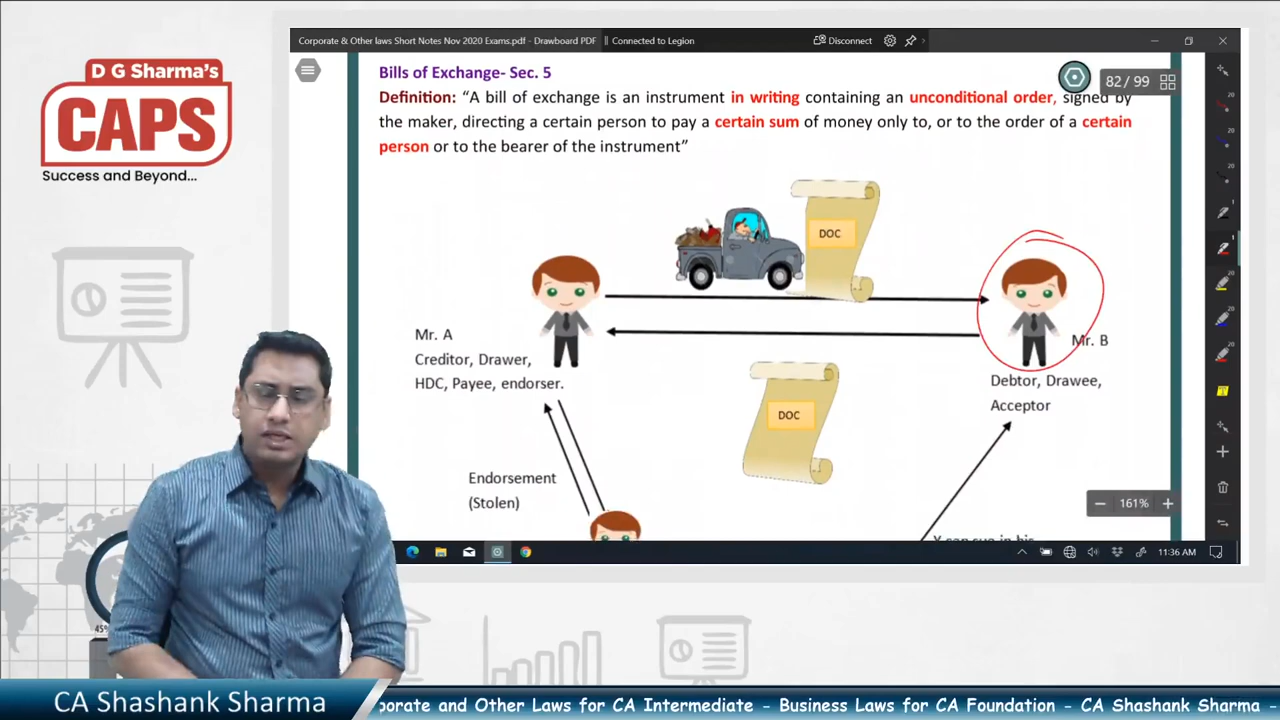 D G Sharma's
CAPS
Success and Beyond...
Corporate & Other laws Short Notes Nov 2020 Exams.pdf - Drawboard PDF
Connected to Legion
Disconnect
82 / 99
Bills of Exchange- Sec. 5
Definition: “A bill of exchange is an instrument in writing containing an unconditional order, signed by
the maker, directing a certain person to pay a certain sum of money only to, or to the order of a certain
person or to the bearer of the instrument”
DOC
Mr. A
Creditor, Drawer,
HDC, Payee, endorser.
Mr. B
Debtor, Drawee,
Acceptor
DOC
Endorsement
(Stolen)
161%
Y can sue in his
11:36 AM
45%
CA Shashank Sharma
porate and Other Laws for CA Intermediate – Business Laws for CA Foundation – CA Shashank Sharma –